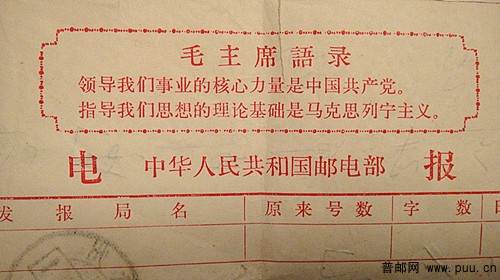 毛主席語录
领导我们事业的核心力量是中国共产党。
指导我们思想的理论基础是马克思列宁主义。
电 中华人民共和国邮电部 报
发报局名 原来号数 字数 日
普邮网 www.puu.cn